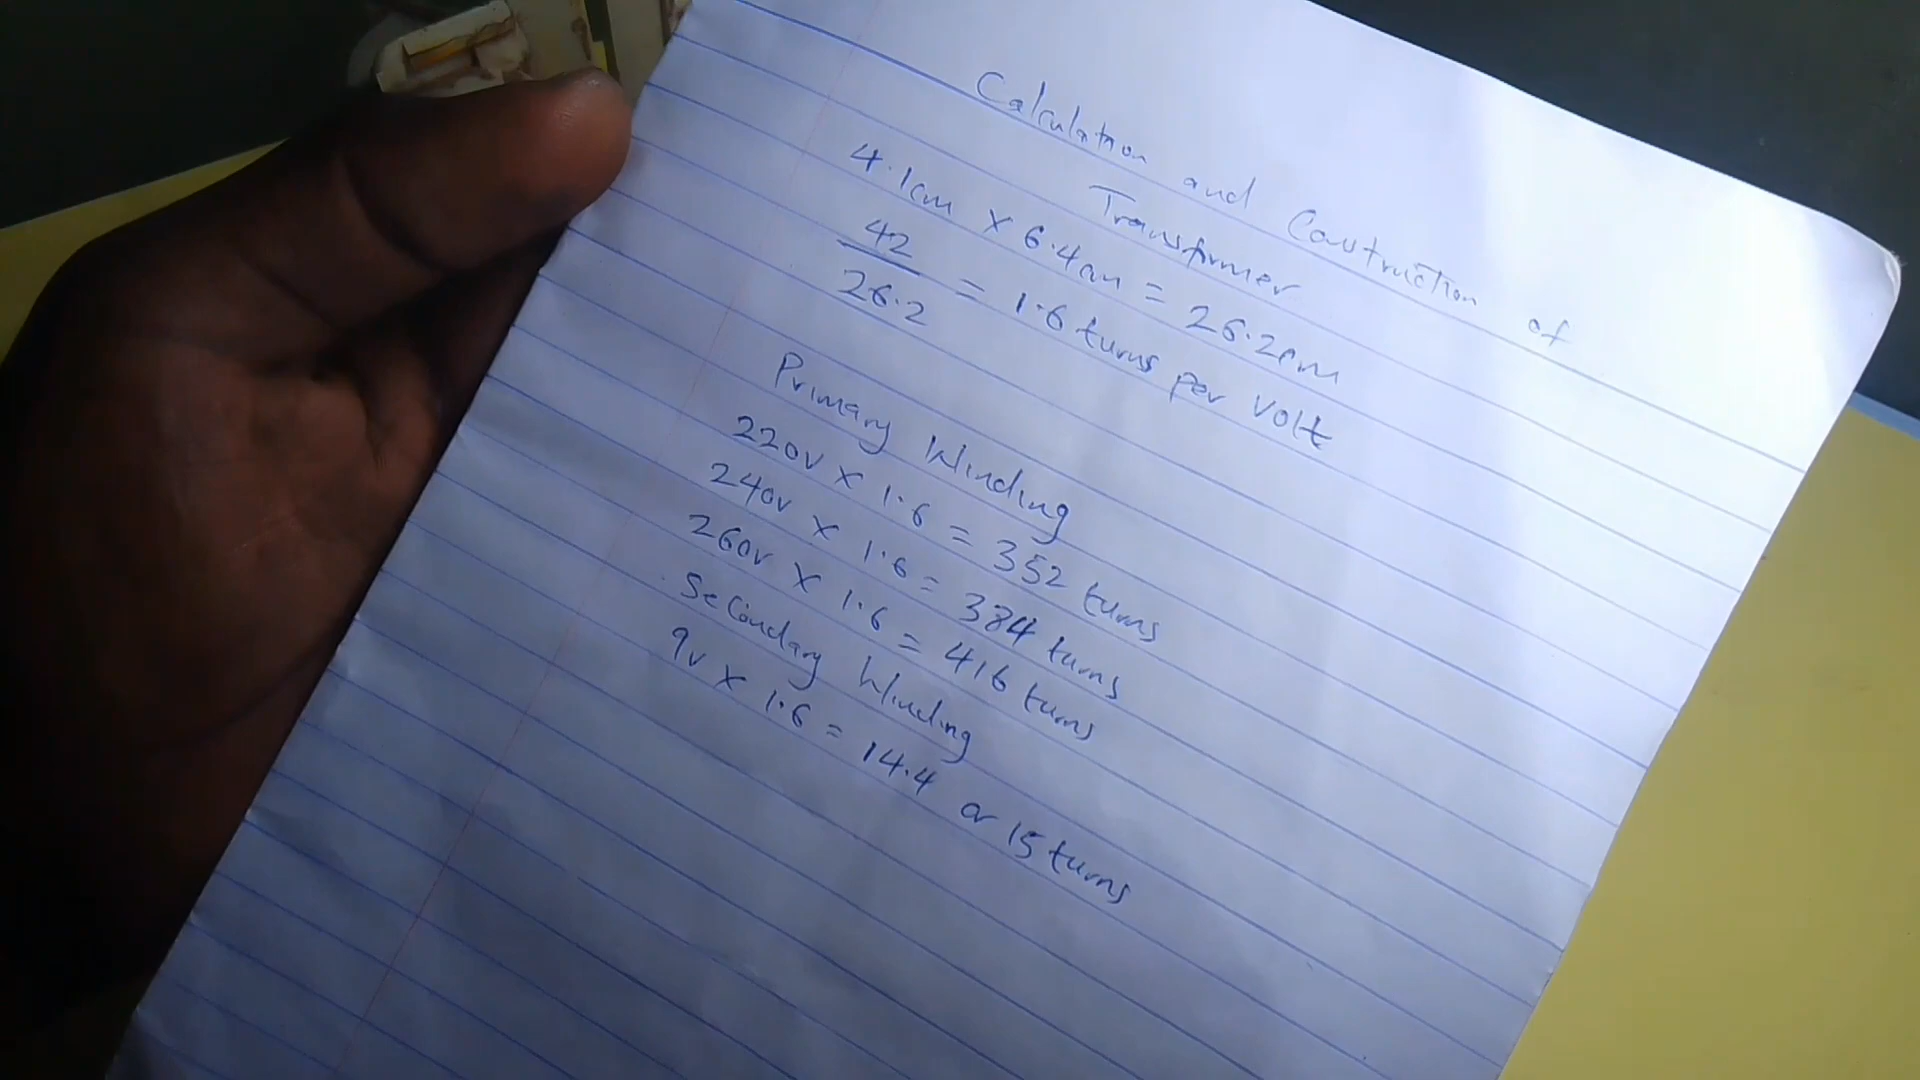 Calculation and Construction of
Transformer
4.1cm x 6.4cm = 26.2cm
42
26.2
= 1.6 turns per volt
Primary Winding
220v x 1.6 = 352 turns
240v x 1.6 = 384 turns
260v x 1.6 = 416 turns
Secondary Winding
9v x 1.6 = 14.4 or 15 turns